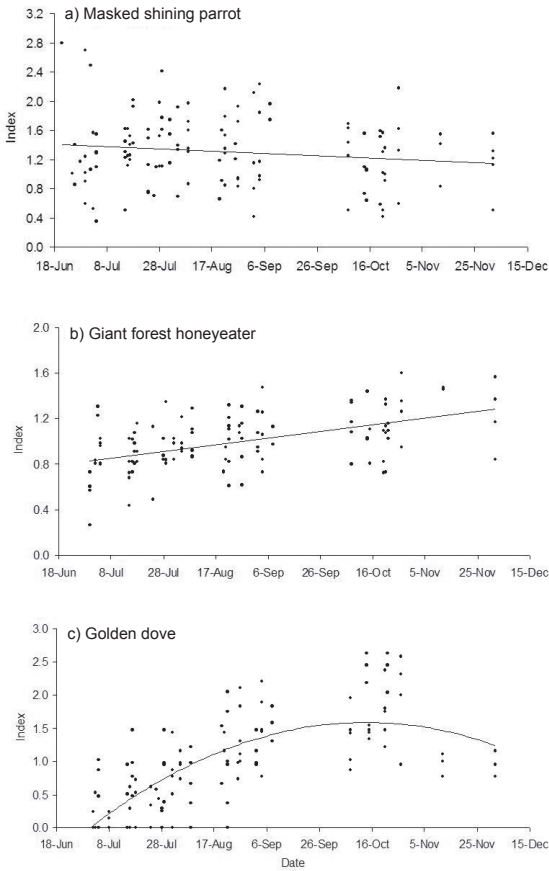 a) Masked shining parrot
3.2
2.8
2.4
2.0
1.6
1.2
0.8
0.4
0.0
Index
18-Jun 8-Jul 28-Jul 17-Aug 6-Sep 26-Sep 16-Oct 5-Nov 25-Nov 15-Dec
b) Giant forest honeyeater
2.0
1.6
1.2
0.8
0.4
0.0
Index
18-Jun 8-Jul 28-Jul 17-Aug 6-Sep 26-Sep 16-Oct 5-Nov 25-Nov 15-Dec
c) Golden dove
3.0
2.5
2.0
1.5
1.0
0.5
0.0
Index
18-Jun 8-Jul 28-Jul 17-Aug 6-Sep 26-Sep 16-Oct 5-Nov 25-Nov 15-Dec
Date